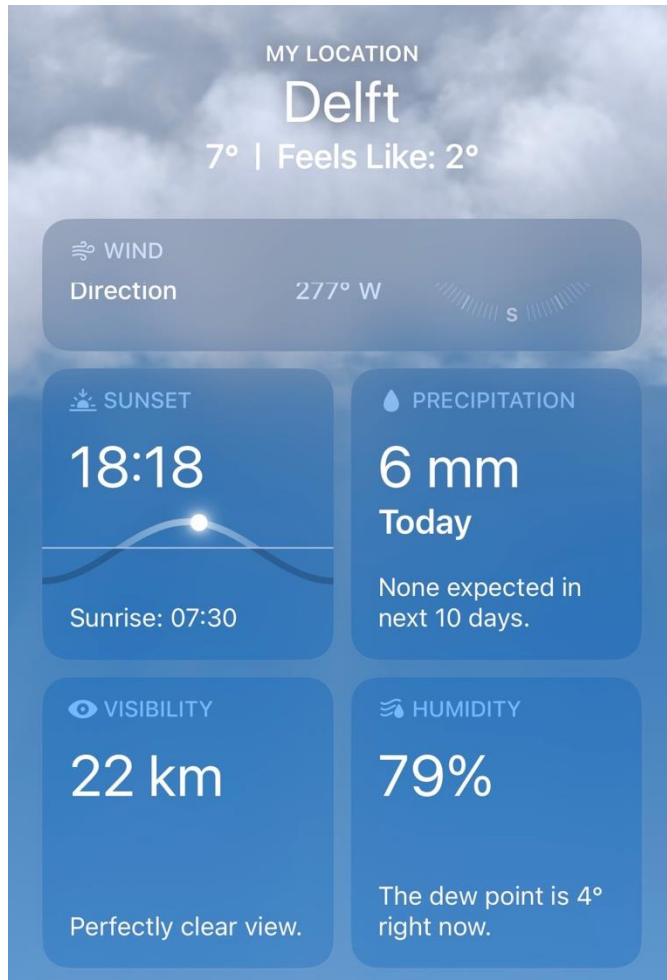 MY LOCATION
Delft
7° | Feels Like: 2°
WIND
Direction 277° W
S
SUNSET
18:18
Sunrise: 07:30
PRECIPITATION
6 mm
Today
None expected in
next 10 days.
VISIBILITY
22 km
Perfectly clear view.
HUMIDITY
79%
The dew point is 4°
right now.